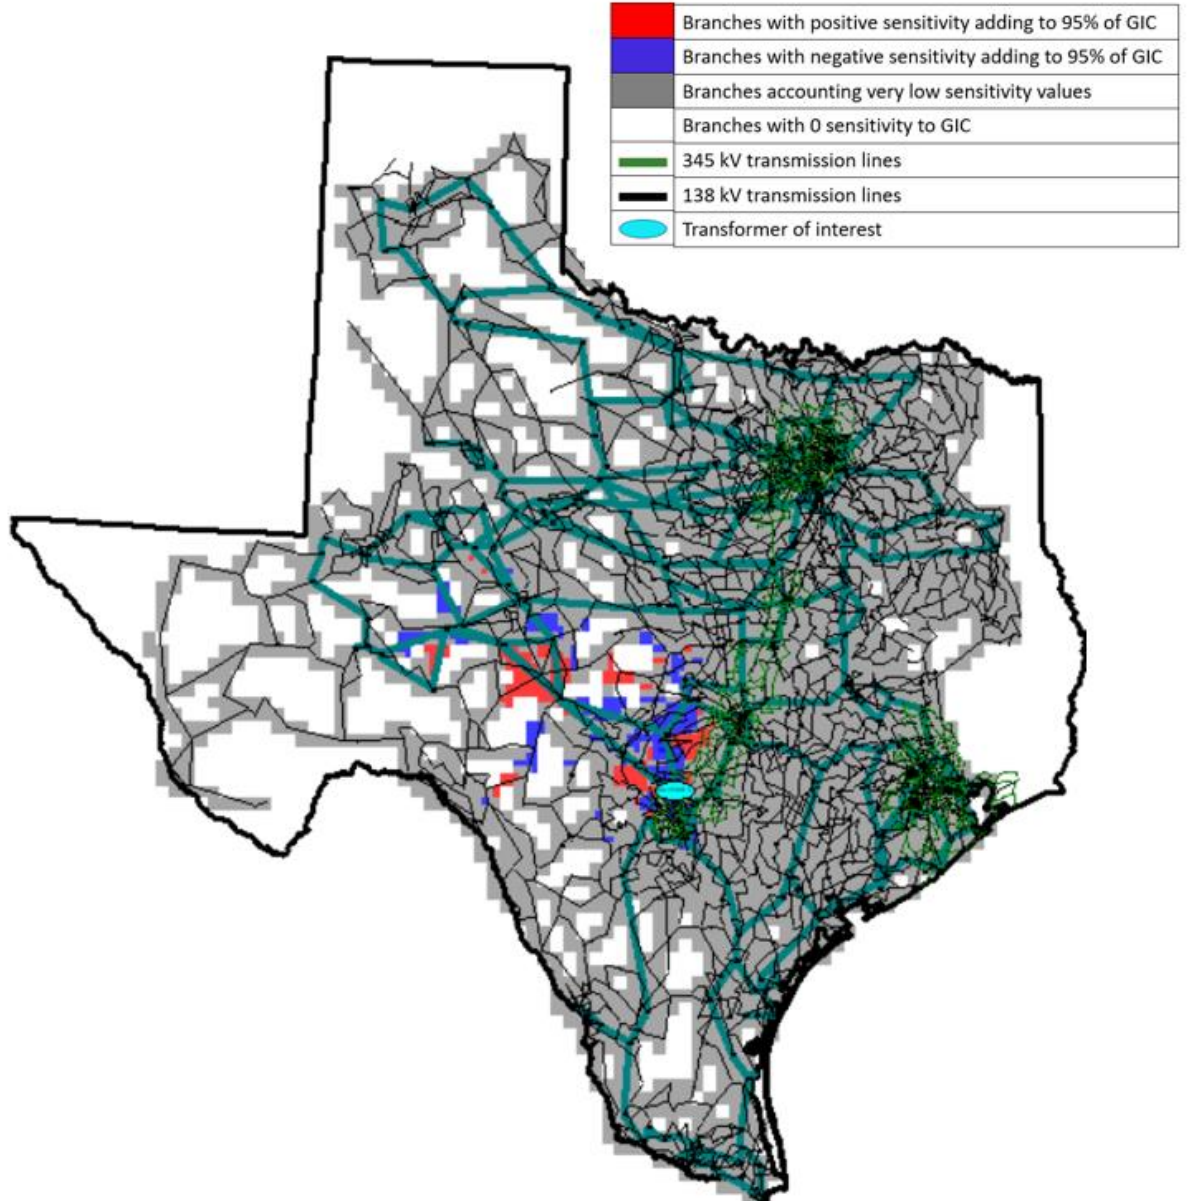 Branches with positive sensitivity adding to 95% of GIC
Branches with negative sensitivity adding to 95% of GIC
Branches accounting very low sensitivity values
Branches with 0 sensitivity to GIC
345 kV transmission lines
138 kV transmission lines
Transformer of interest